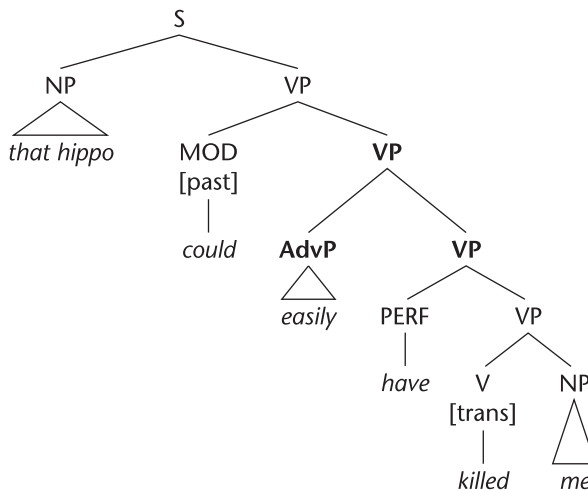 S
NP VP
that hippo MOD VP
[past]
could AdvP VP
easily PERF VP
have V NP
[trans]
killed me